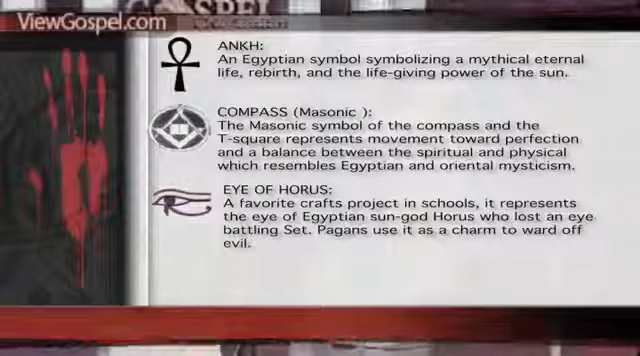 GOSPEL
ViewGospel.com
ANKH:
An Egyptian symbol symbolizing a mythical eternal
life, rebirth, and the life-giving power of the sun.
COMPASS (Masonic ):
The Masonic symbol of the compass and the
T-square represents movement toward perfection
and a balance between the spiritual and physical
which resembles Egyptian and oriental mysticism.
EYE OF HORUS:
A favorite crafts project in schools, it represents
the eye of Egyptian sun-god Horus who lost an eye
battling Set. Pagans use it as a charm to ward off
evil.